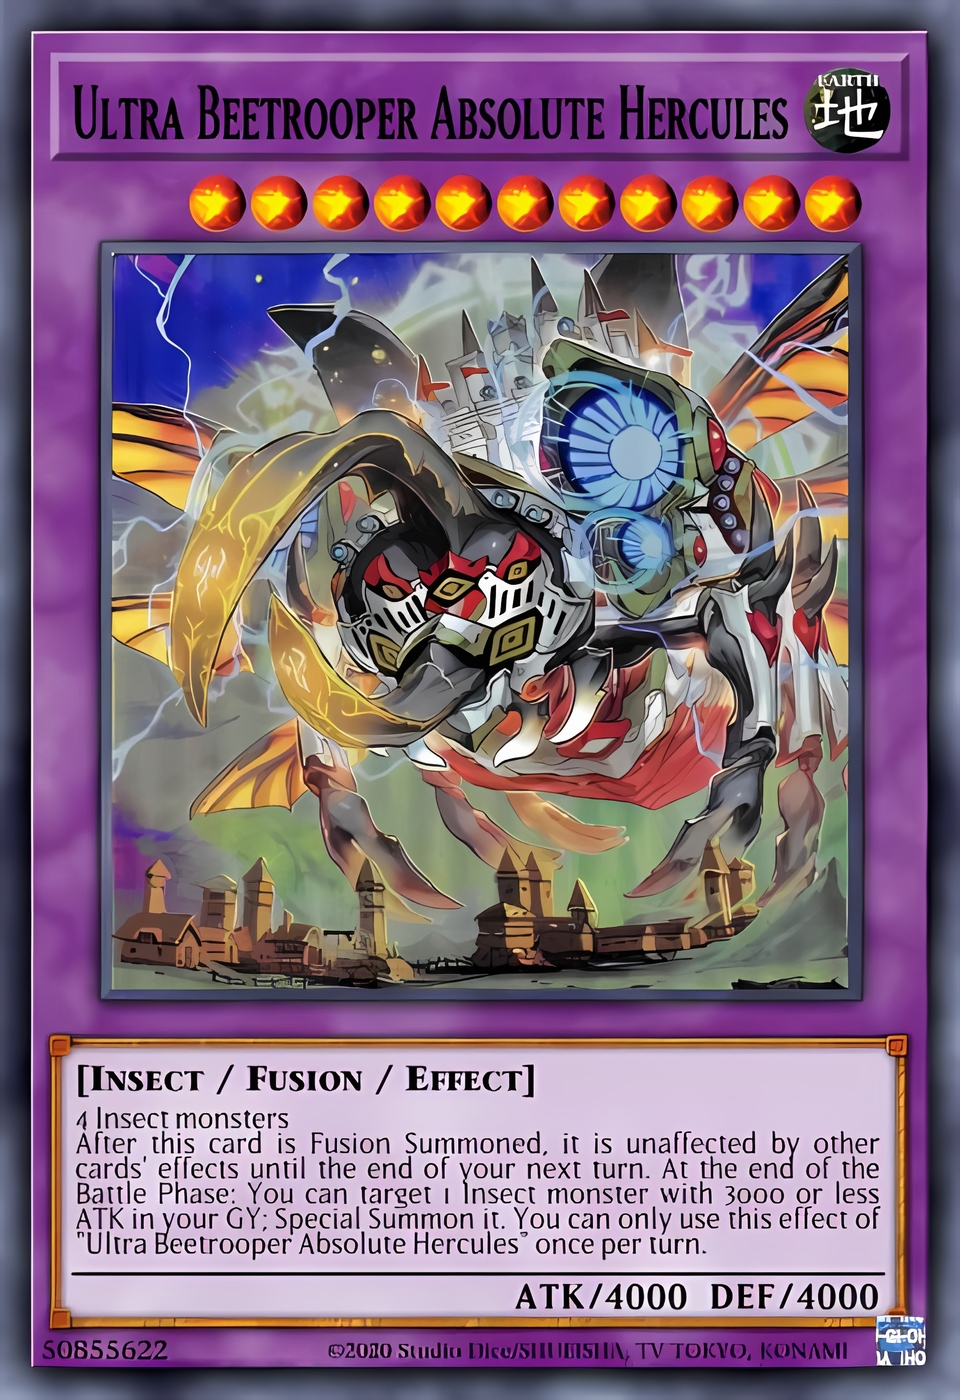 ULTRA BEETROOPER ABSOLUTE HERCULES
EARTH
地
[INSECT / FUSION / EFFECT]
4 Insect monsters
After this card is Fusion Summoned, it is unaffected by other
cards' effects until the end of your next turn. At the end of the
Battle Phase: You can target 1 Insect monster with 3000 or less
ATK in your GY; Special Summon it. You can only use this effect of
"Ultra Beetrooper Absolute Hercules" once per turn.
ATK/4000 DEF/4000
50855622
©2020 Studio Dice/SHUEISHA, TV TOKYO, KONAMI